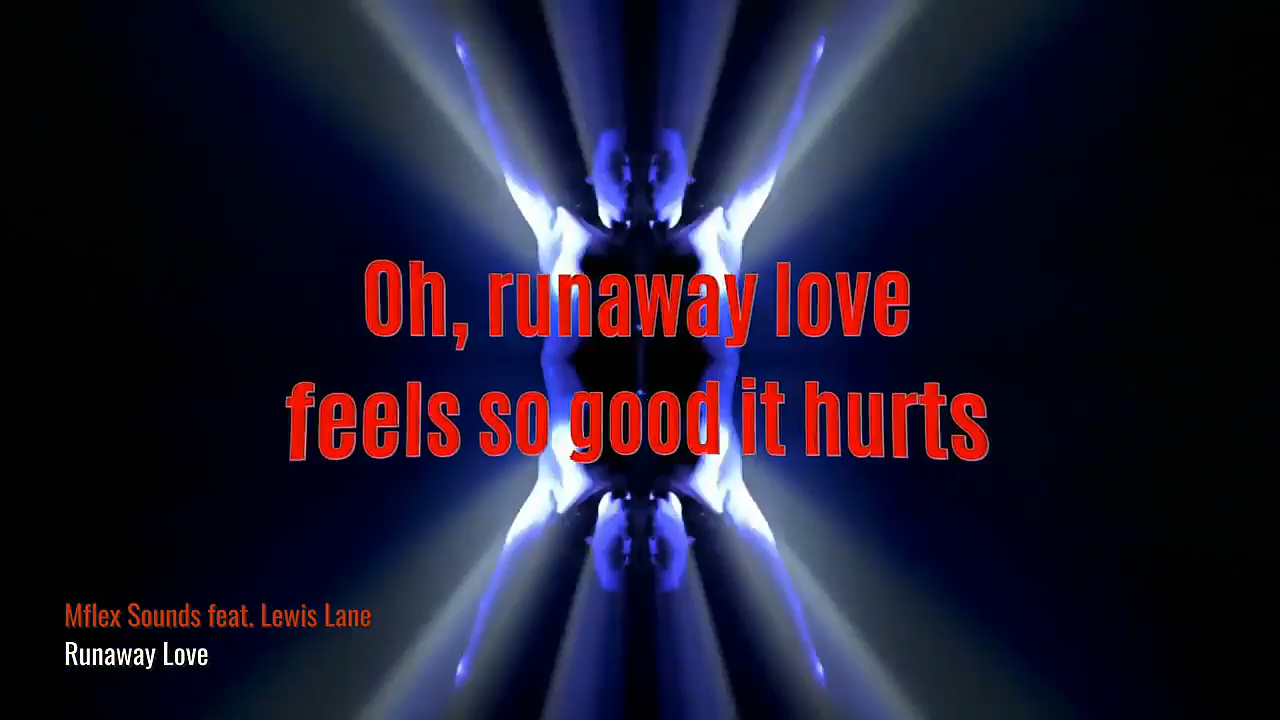 Oh, runaway love
feels so good it hurts
Mflex Sounds feat. Lewis Lane
Runaway Love